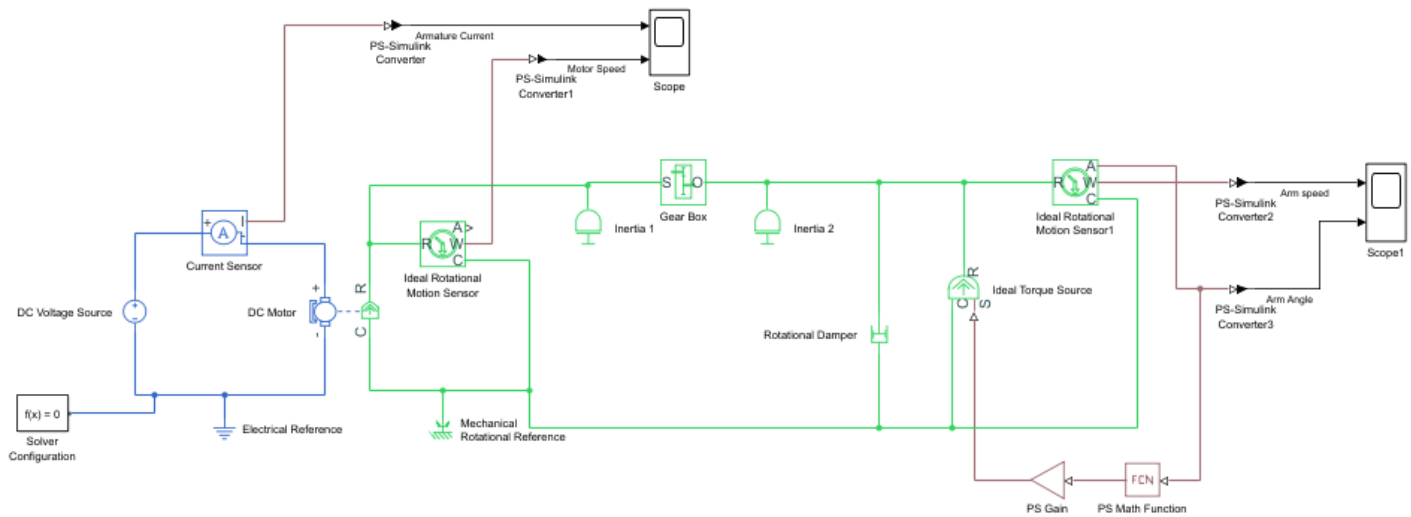 Armature Current
PS-Simulink
Converter
Motor Speed
PS-Simulink
Converter1
Scope
A
W
C
R
Arm speed
PS-Simulink
Converter2
Ideal Rotational
Motion Sensor1
Scope1
S
O
Gear Box
Inertia 1
Inertia 2
+
I
A
-
Current Sensor
A
R
W
C
Ideal Rotational
Motion Sensor
DC Voltage Source
DC Motor
+
-
R
C
R
C
S
Ideal Torque Source
Arm Angle
PS-Simulink
Converter3
Rotational Damper
f(x) = 0
Solver
Configuration
Electrical Reference
Mechanical
Rotational Reference
FCN
PS Gain
PS Math Function